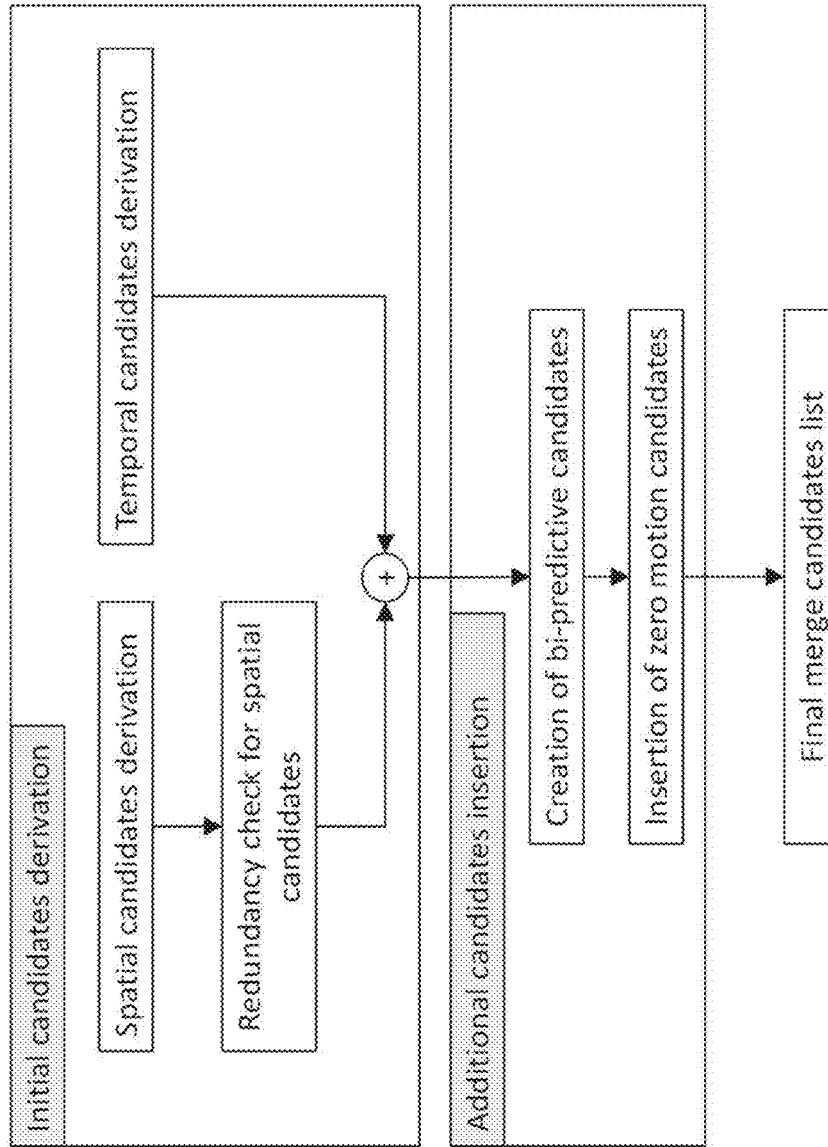 Initial candidates derivation
Spatial candidates derivation
Temporal candidates derivation
Redundancy check for spatial
candidates
+
Additional candidates insertion
Creation of bi-predictive candidates
Insertion of zero motion candidates
Final merge candidates list